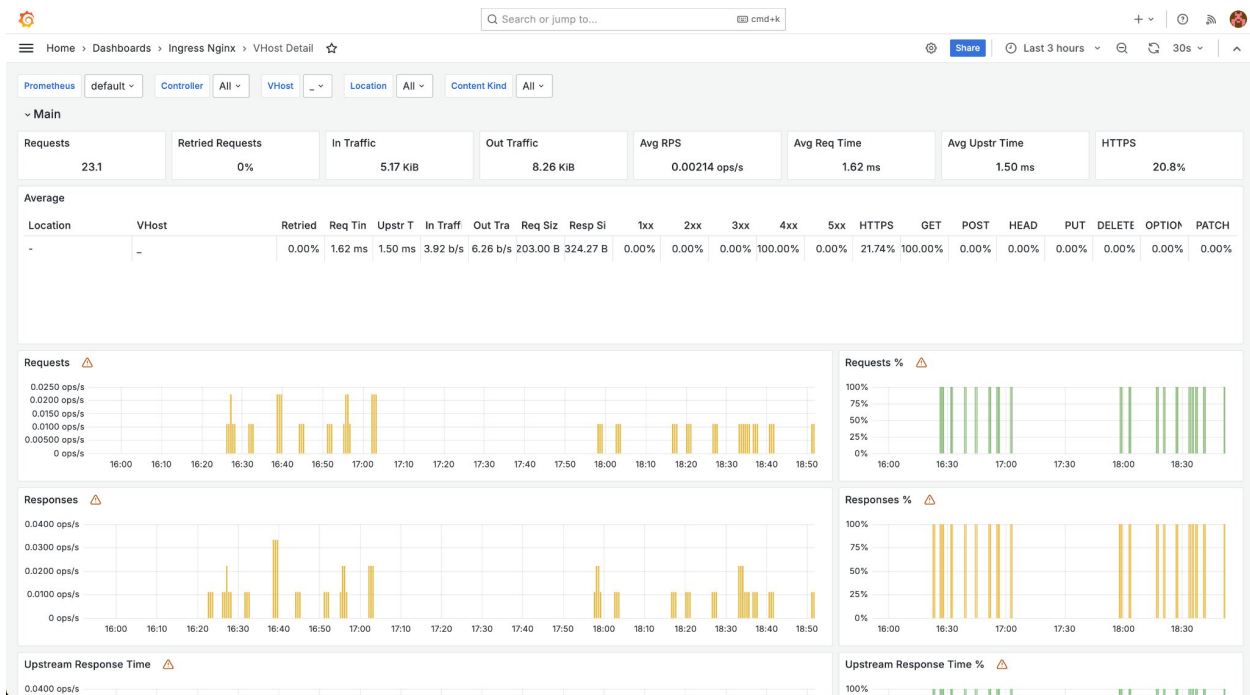 Search or jump to... cmd+k
Home › Dashboards › Ingress Nginx › VHost Detail Share Last 3 hours 30s
Prometheus default Controller All VHost _ Location All Content Kind All
Main
Requests Retried Requests In Traffic Out Traffic Avg RPS Avg Req Time Avg Upstr Time HTTPS
23.1 0% 5.17 KiB 8.26 KiB 0.00214 ops/s 1.62 ms 1.50 ms 20.8%
Average
Location VHost Retried Req Tin Upstr T In Traffi Out Tra Req Siz Resp Si 1xx 2xx 3xx 4xx 5xx HTTPS GET POST HEAD PUT DELETE OPTION PATCH
- _ 0.00% 1.62 ms 1.50 ms 3.92 b/s 6.26 b/s 203.00 B 324.27 B 0.00% 0.00% 0.00% 100.00% 0.00% 21.74% 100.00% 0.00% 0.00% 0.00% 0.00% 0.00% 0.00%
Requests
0.0250 ops/s
0.0200 ops/s
0.0150 ops/s
0.0100 ops/s
0.00500 ops/s
0 ops/s
16:00 16:10 16:20 16:30 16:40 16:50 17:00 17:10 17:20 17:30 17:40 17:50 18:00 18:10 18:20 18:30 18:40 18:50
Requests %
100%
75%
50%
25%
0%
16:00 16:30 17:00 17:30 18:00 18:30
Responses
0.0400 ops/s
0.0300 ops/s
0.0200 ops/s
0.0100 ops/s
0 ops/s
16:00 16:10 16:20 16:30 16:40 16:50 17:00 17:10 17:20 17:30 17:40 17:50 18:00 18:10 18:20 18:30 18:40 18:50
Responses %
100%
75%
50%
25%
0%
16:00 16:30 17:00 17:30 18:00 18:30
Upstream Response Time
0.0400 ops/s
Upstream Response Time %
100%